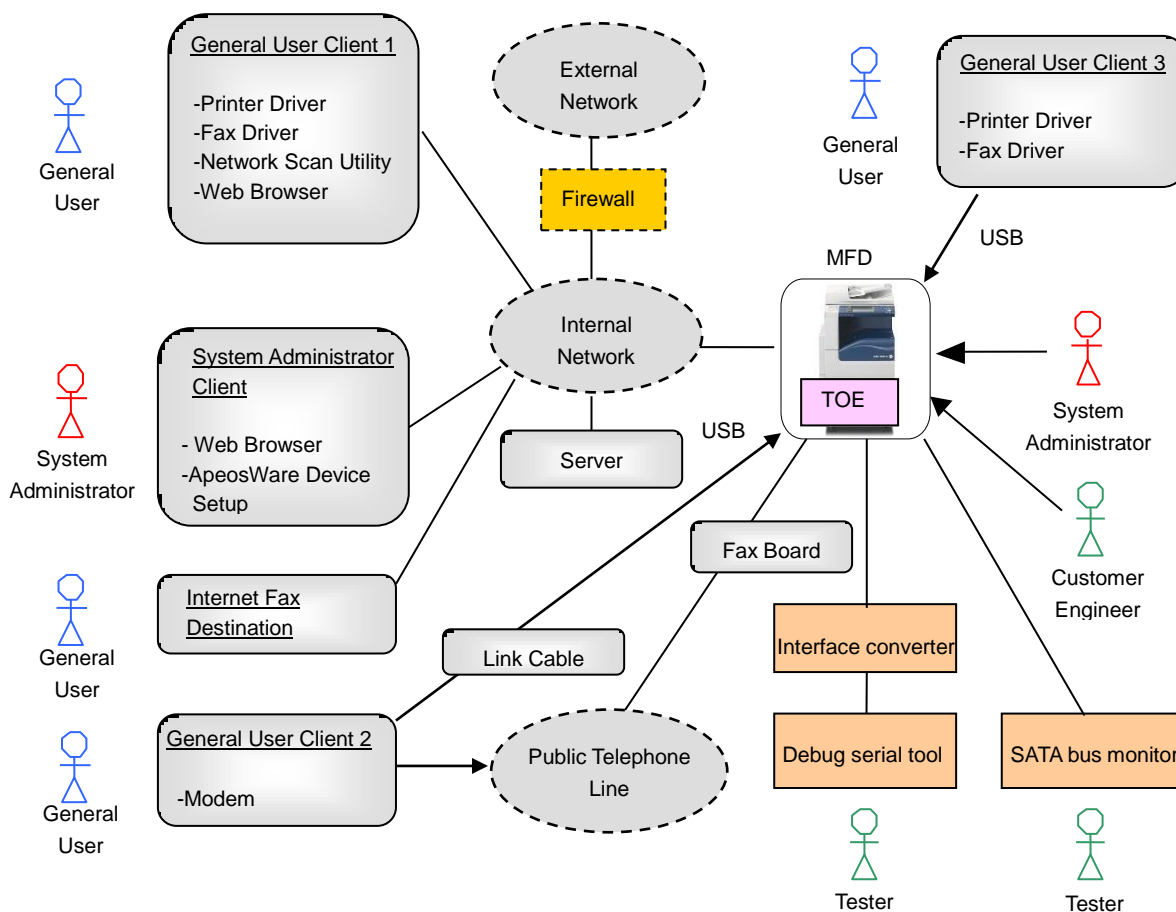 General User Client 1
-Printer Driver
-Fax Driver
-Network Scan Utility
-Web Browser
General
User
External
Network
Firewall
General
User
General User Client 3
-Printer Driver
-Fax Driver
USB
MFD
TOE
Internal
Network
System Administrator
Client
- Web Browser
-ApeosWare Device
Setup
System
Administrator
Server
USB
System
Administrator
Fax Board
Customer
Engineer
Internet Fax
Destination
General
User
Link Cable
Interface converter
General User Client 2
-Modem
General
User
Public Telephone
Line
Debug serial tool
SATA bus monitor
Tester
Tester